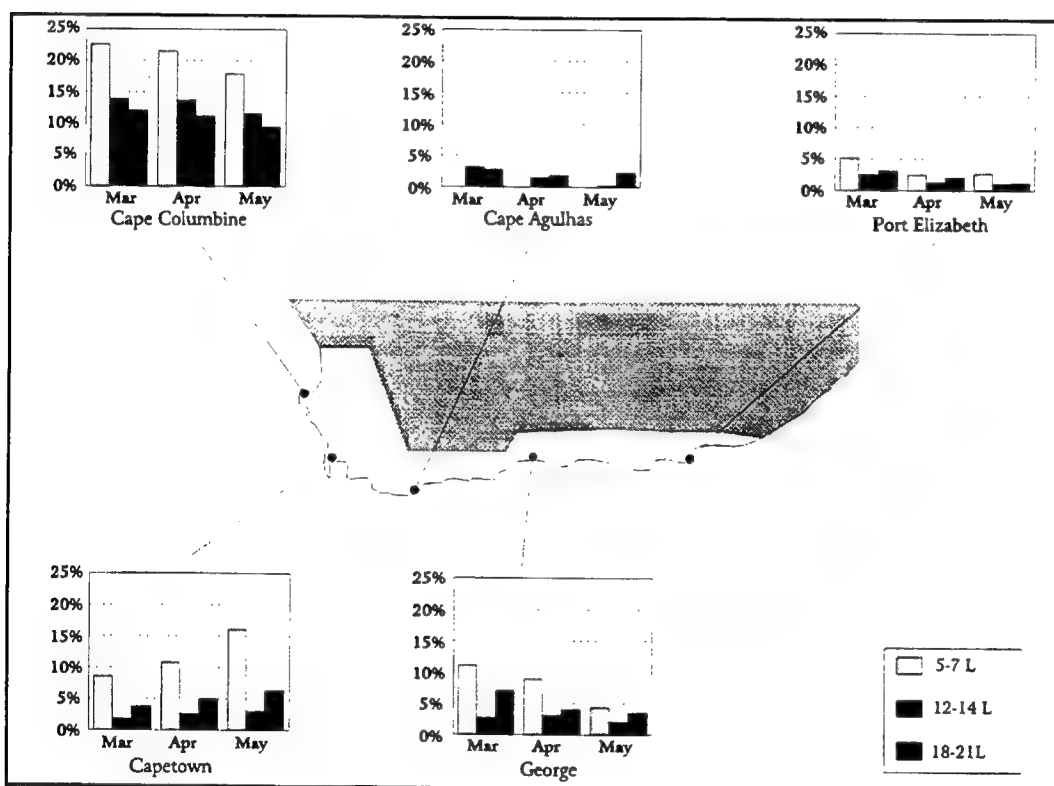 25%
20%
15%
10%
5%
0%
Mar Apr May
Cape Columbine
25%
20%
15%
10%
5%
0%
Mar Apr May
Cape Agulhas
25%
20%
15%
10%
5%
0%
Mar Apr May
Port Elizabeth
25%
20%
15%
10%
5%
0%
Mar Apr May
Capetown
25%
20%
15%
10%
5%
0%
Mar Apr May
George
5-7 L
12-14 L
18-21L